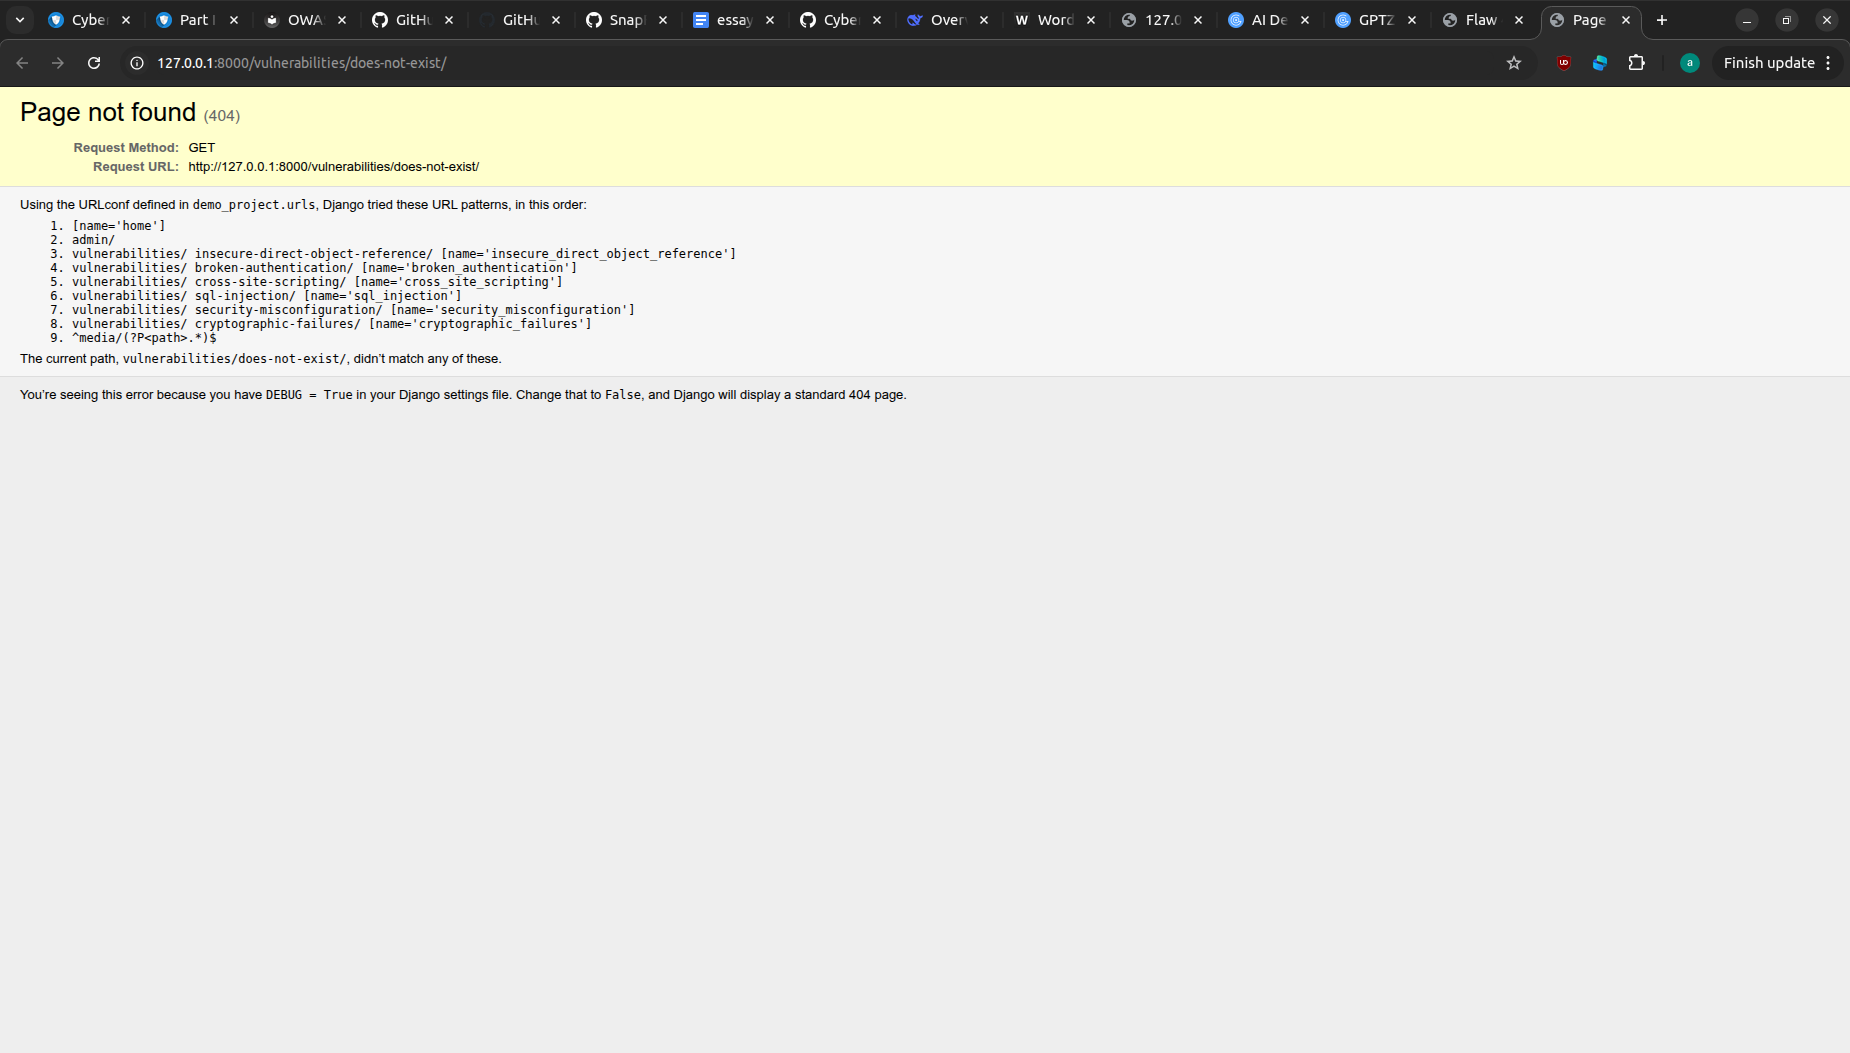 Cyber
Part I
OWA
GitHu
GitHu
Snap
essay
Cyber
Over
Word
127.0
AI De
GPTZ
Flaw
Page
127.0.0.1:8000/vulnerabilities/does-not-exist/
a
Finish update
Page not found (404)
Request Method: GET
Request URL: http://127.0.0.1:8000/vulnerabilities/does-not-exist/
Using the URLconf defined in demo_project.urls, Django tried these URL patterns, in this order:
1. [name='home']
2. admin/
3. vulnerabilities/ insecure-direct-object-reference/ [name='insecure_direct_object_reference']
4. vulnerabilities/ broken-authentication/ [name='broken_authentication']
5. vulnerabilities/ cross-site-scripting/ [name='cross_site_scripting']
6. vulnerabilities/ sql-injection/ [name='sql_injection']
7. vulnerabilities/ security-misconfiguration/ [name='security_misconfiguration']
8. vulnerabilities/ cryptographic-failures/ [name='cryptographic_failures']
9. ^media/(?P<path>.*)$
The current path, vulnerabilities/does-not-exist/, didn’t match any of these.
You’re seeing this error because you have DEBUG = True in your Django settings file. Change that to False, and Django will display a standard 404 page.